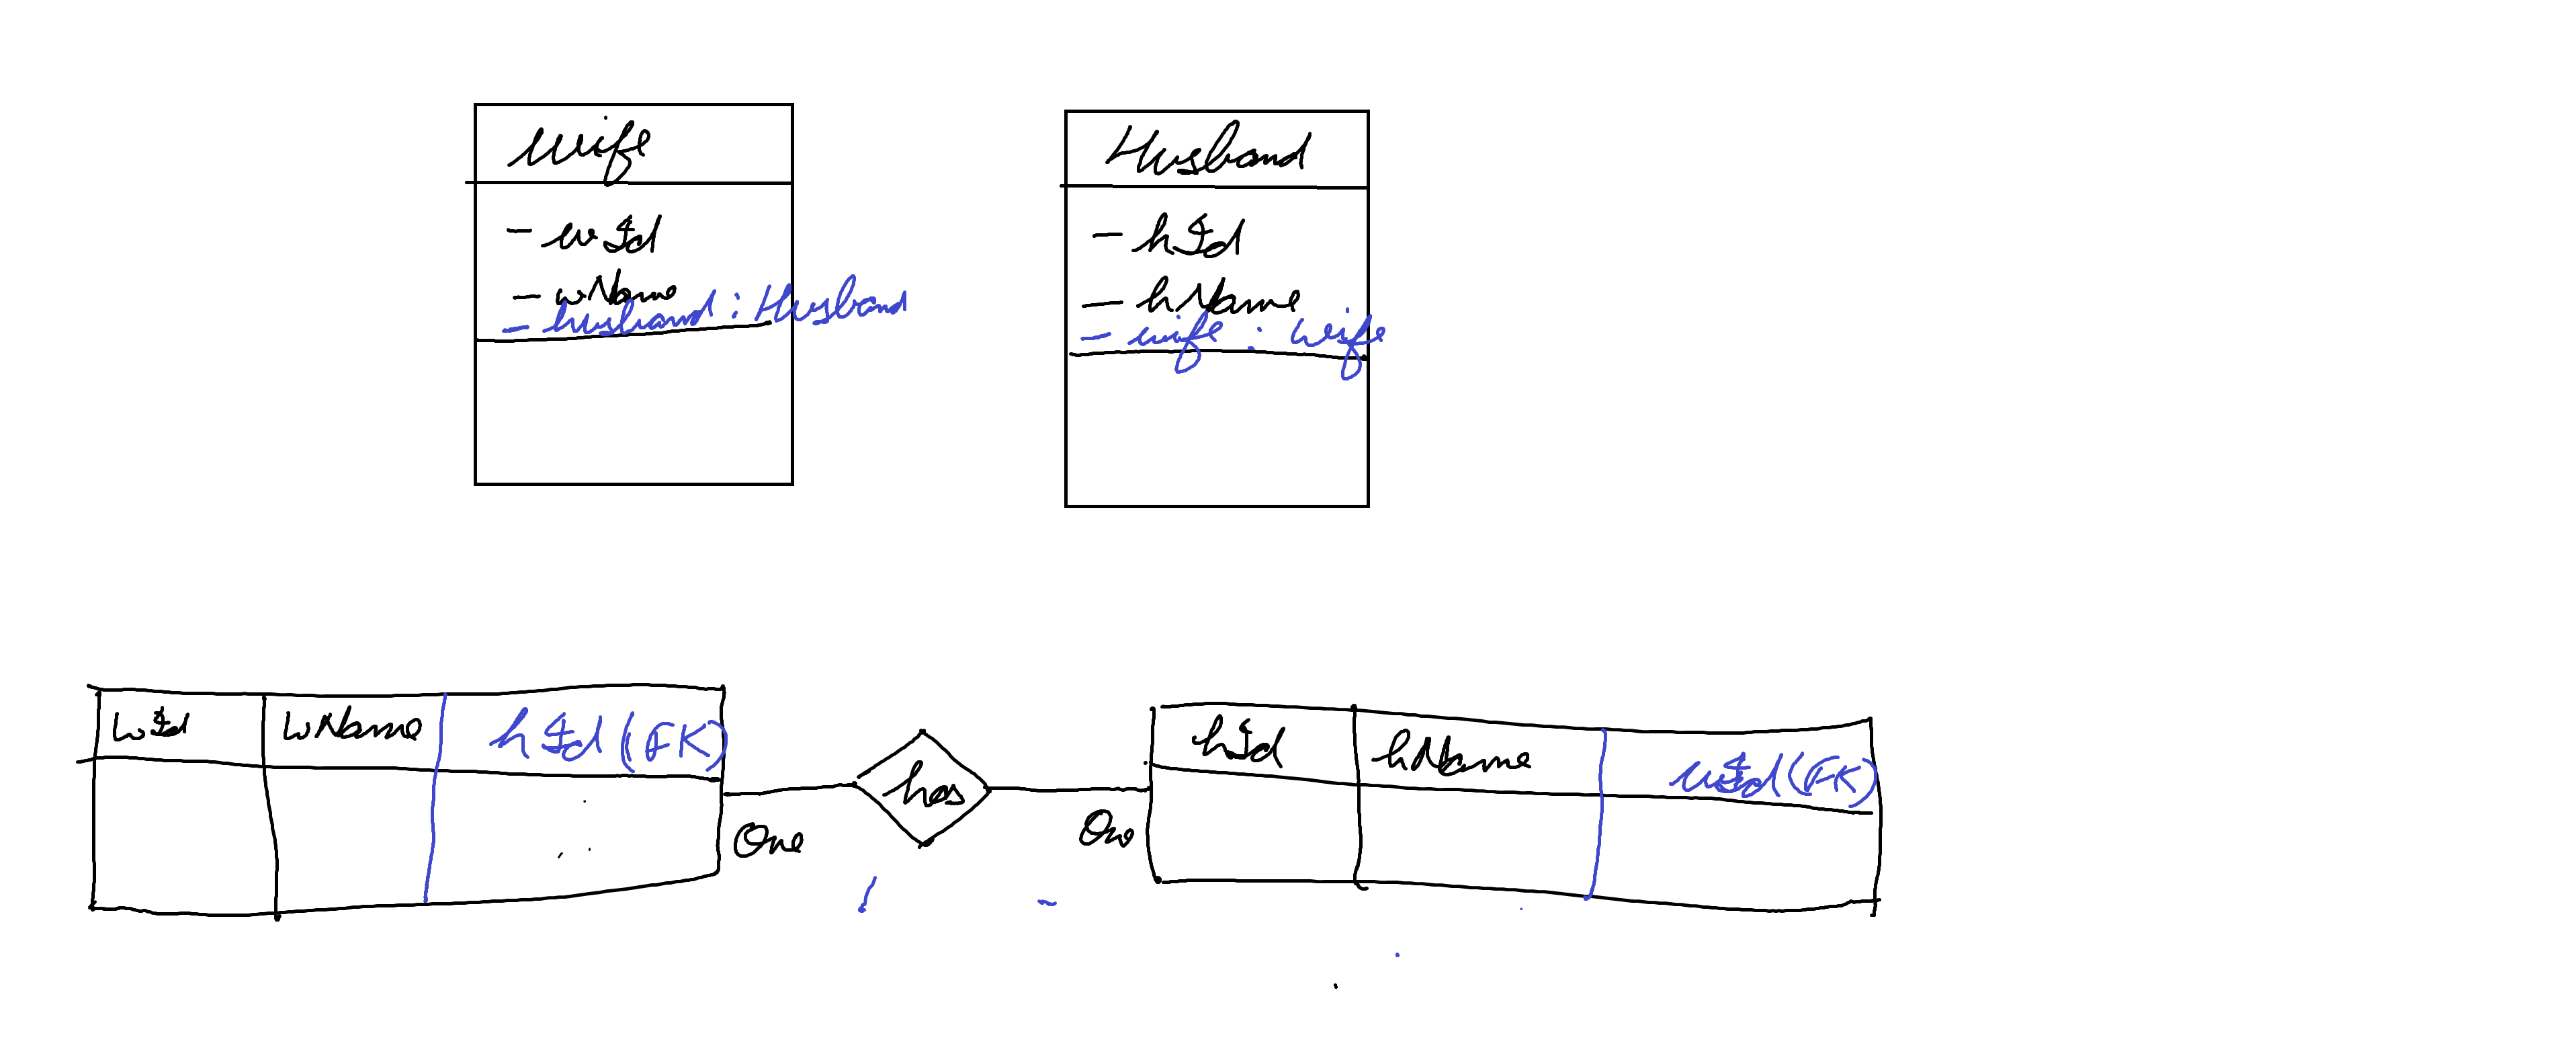 Wife
- wId
- wName
- husband : Husband
Husband
- hId
- hName
- wife : Wife
wId wName hId (FK)
One
has
One
hId hName wId (FK)